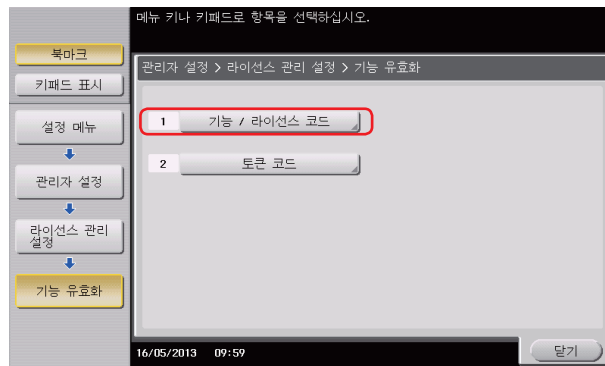 메뉴 키나 키패드로 항목을 선택하십시오.
북마크
키패드 표시
관리자 설정 > 라이선스 관리 설정 > 기능 유효화
설정 메뉴
관리자 설정
라이선스 관리
설정
기능 유효화
1 기능 / 라이선스 코드
2 토큰 코드
16/05/2013 09:59
닫기